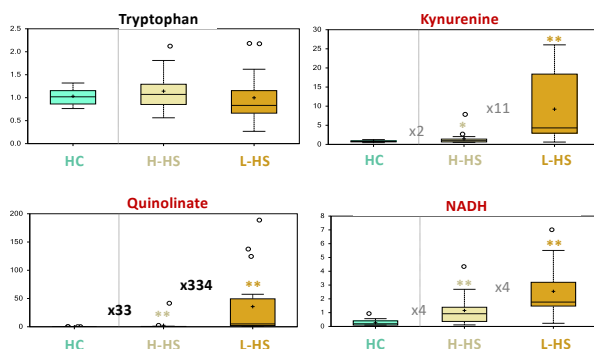 Tryptophan
2.5
2.0
1.5
1.0
0.5
0.0
HC
H-HS
L-HS
Kynurenine
30
25
20
15
10
5
0
x2
*
x11
**
HC
H-HS
L-HS
Quinolinate
200
150
100
50
0
x33
**
x334
**
HC
H-HS
L-HS
NADH
8
7
6
5
4
3
2
1
0
x4
**
x4
**
HC
H-HS
L-HS